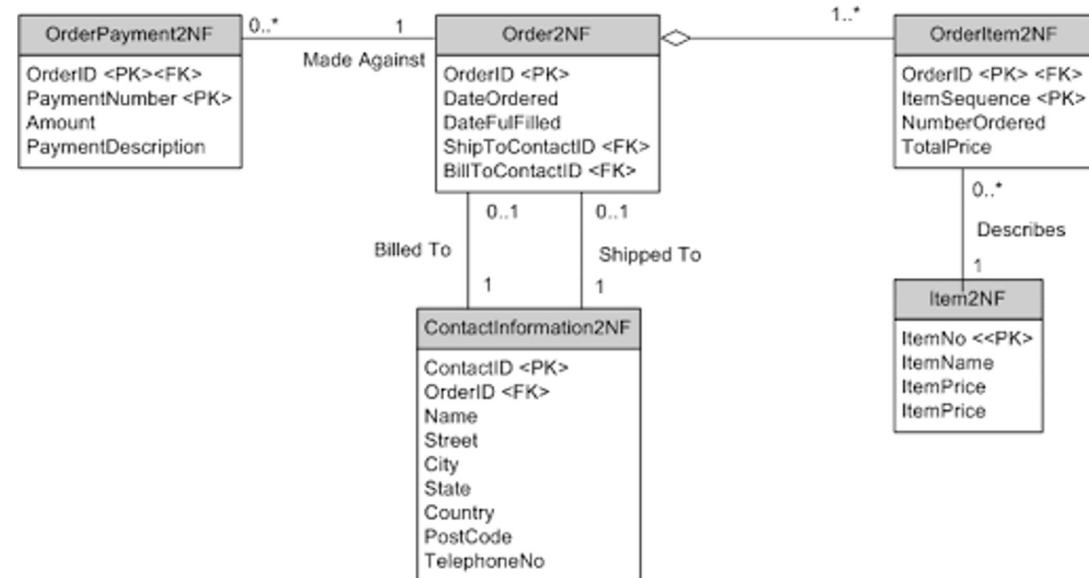 OrderPayment2NF
OrderID <PK><FK>
PaymentNumber <PK>
Amount
PaymentDescription
0..*
1
Made Against
Order2NF
OrderID <PK>
DateOrdered
DateFulFilled
ShipToContactID <FK>
BillToContactID <FK>
1..*
OrderItem2NF
OrderID <PK> <FK>
ItemSequence <PK>
NumberOrdered
TotalPrice
0..1
0..1
Billed To
Shipped To
1
1
0..*
Describes
1
ContactInformation2NF
ContactID <PK>
OrderID <FK>
Name
Street
City
State
Country
PostCode
TelephoneNo
Item2NF
ItemNo <<PK>
ItemName
ItemPrice
ItemPrice